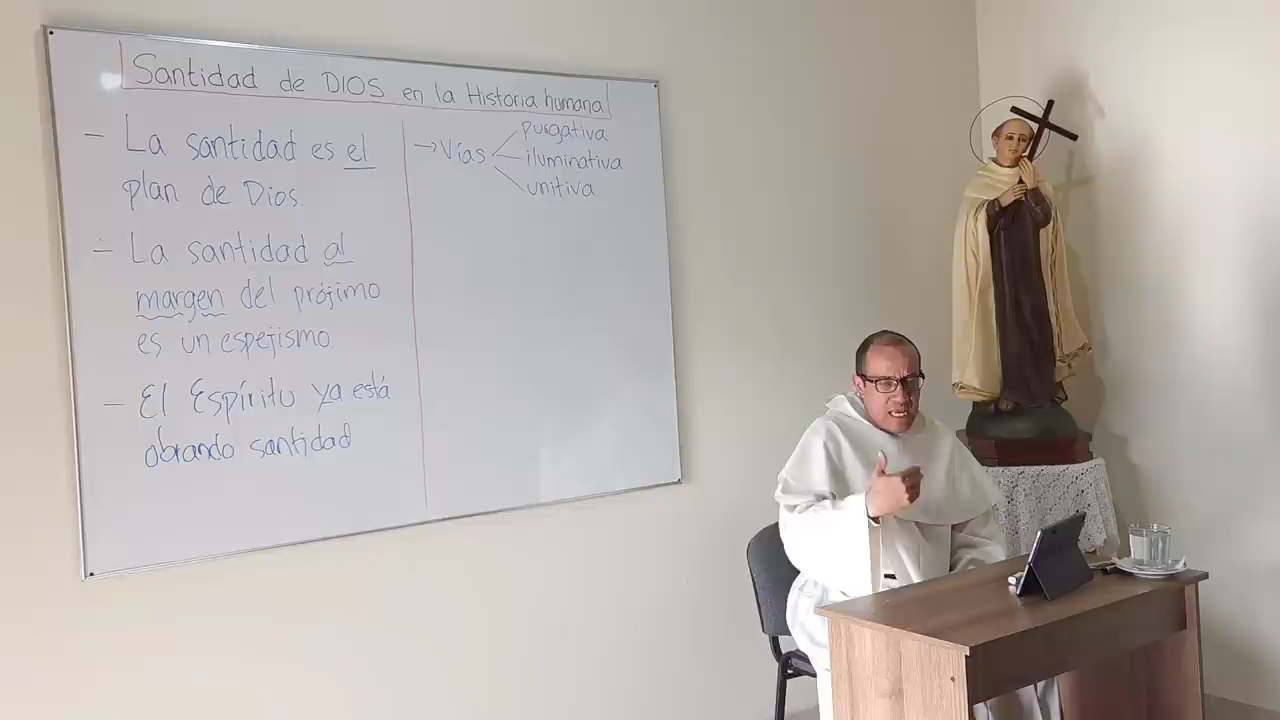 Santidad de DIOS en la Historia humana
- La santidad es el
plan de Dios.
- La santidad al
margen del prójimo
es un espejismo.
- El Espíritu ya está
obrando santidad
→Vías
purgativa
iluminativa
unitiva